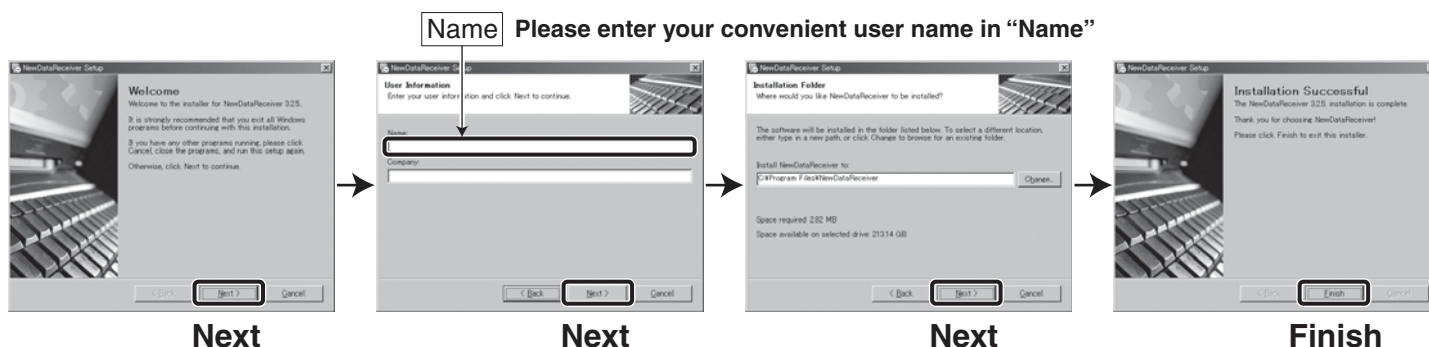 Name Please enter your convenient user name in “Name”
NewDataReceiver Setup
Welcome
Welcome to the installer for NewDataReceiver 3.2.5.
It is strongly recommended that you exit all Windows
programs before continuing with this installation.
If you have any other programs running, please click
Cancel, close the programs, and run this setup again.
Otherwise, click Next to continue.
< Back Next > Cancel
Next
NewDataReceiver Setup
User Information
Enter your user information and click Next to continue.
Name:
Company:
< Back Next > Cancel
Next
NewDataReceiver Setup
Installation Folder
Where would you like NewDataReceiver to be installed?
The software will be installed in the folder listed below. To select a different location,
either type in a new path, or click Change to browse for an existing folder.
Install NewDataReceiver to:
C:¥Program Files¥NewDataReceiver Change...
Space required: 2.82 MB
Space available on selected drive: 213.14 GB
< Back Next > Cancel
Next
NewDataReceiver Setup
Installation Successful
The NewDataReceiver 3.2.5. installation is complete.
Thank you for choosing NewDataReceiver!
Please click Finish to exit this installer.
< Back Finish Cancel
Finish